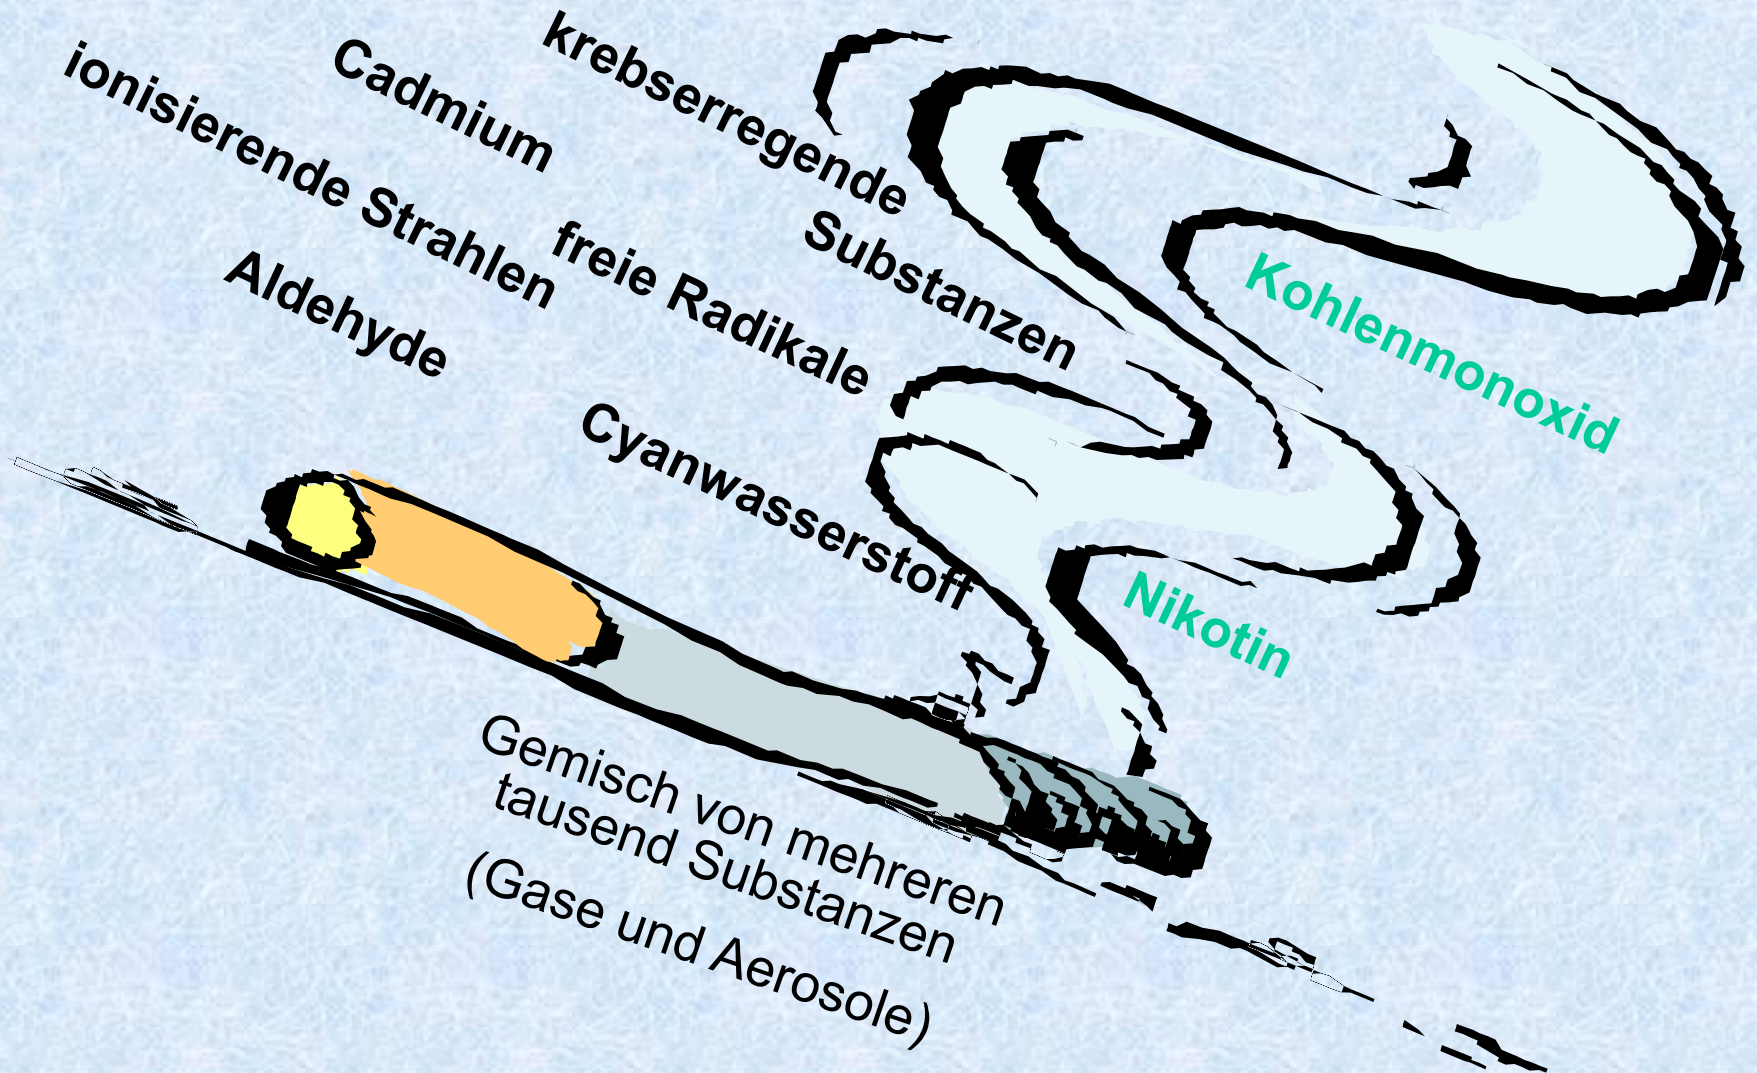 ionisierende Strahlen
Cadmium
krebserregende
Substanzen
Aldehyde
freie Radikale
Kohlenmonoxid
Cyanwasserstoff
Nikotin
Gemisch von mehreren
tausend Substanzen
(Gase und Aerosole)